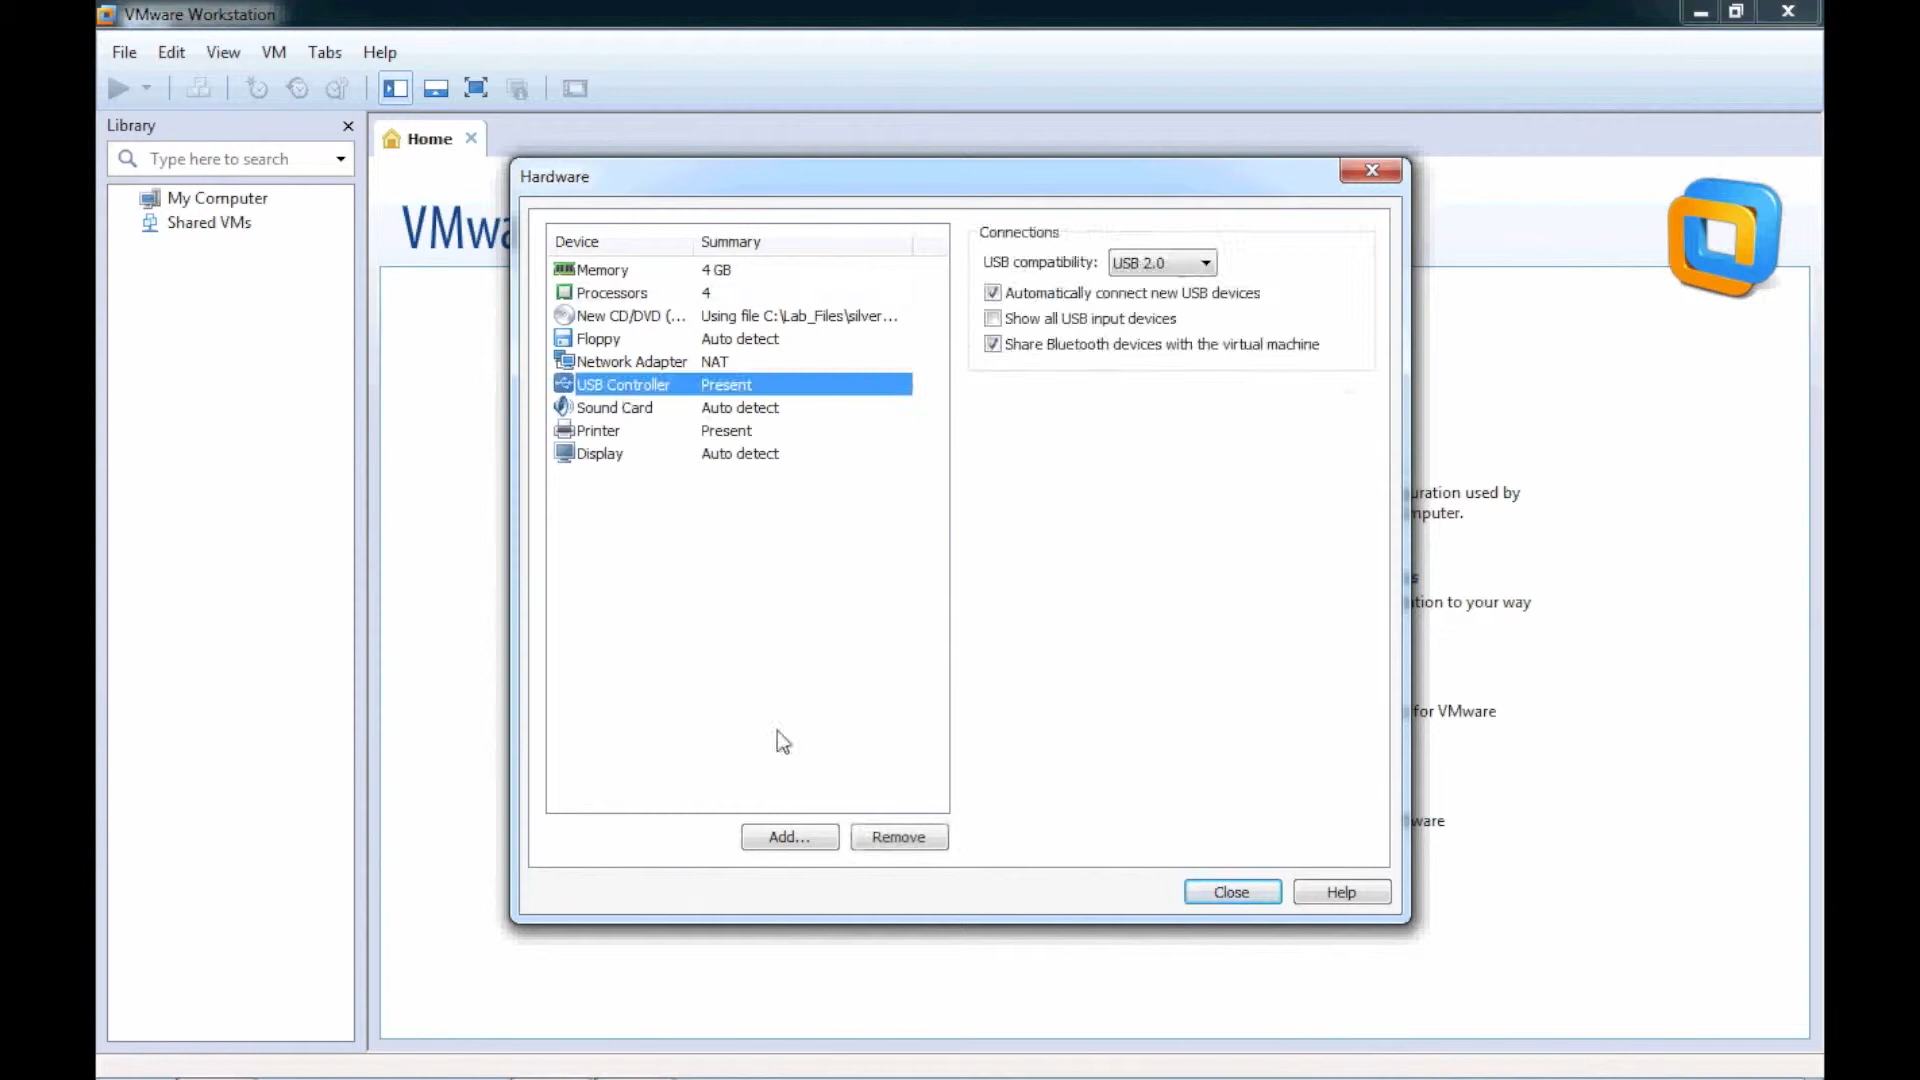 VMware Workstation
File Edit View VM Tabs Help
Library
Home
Type here to search
My Computer
Shared VMs
VMwa
Hardware
Device Summary
Memory 4 GB
Processors 4
New CD/DVD (... Using file C:\Lab_Files\silver...
Floppy Auto detect
Network Adapter NAT
USB Controller Present
Sound Card Auto detect
Printer Present
Display Auto detect
Add... Remove
Connections
USB compatibility: USB 2.0
Automatically connect new USB devices
Show all USB input devices
Share Bluetooth devices with the virtual machine
Close Help
uration used by
mputer.
s
tion to your way
for VMware
ware